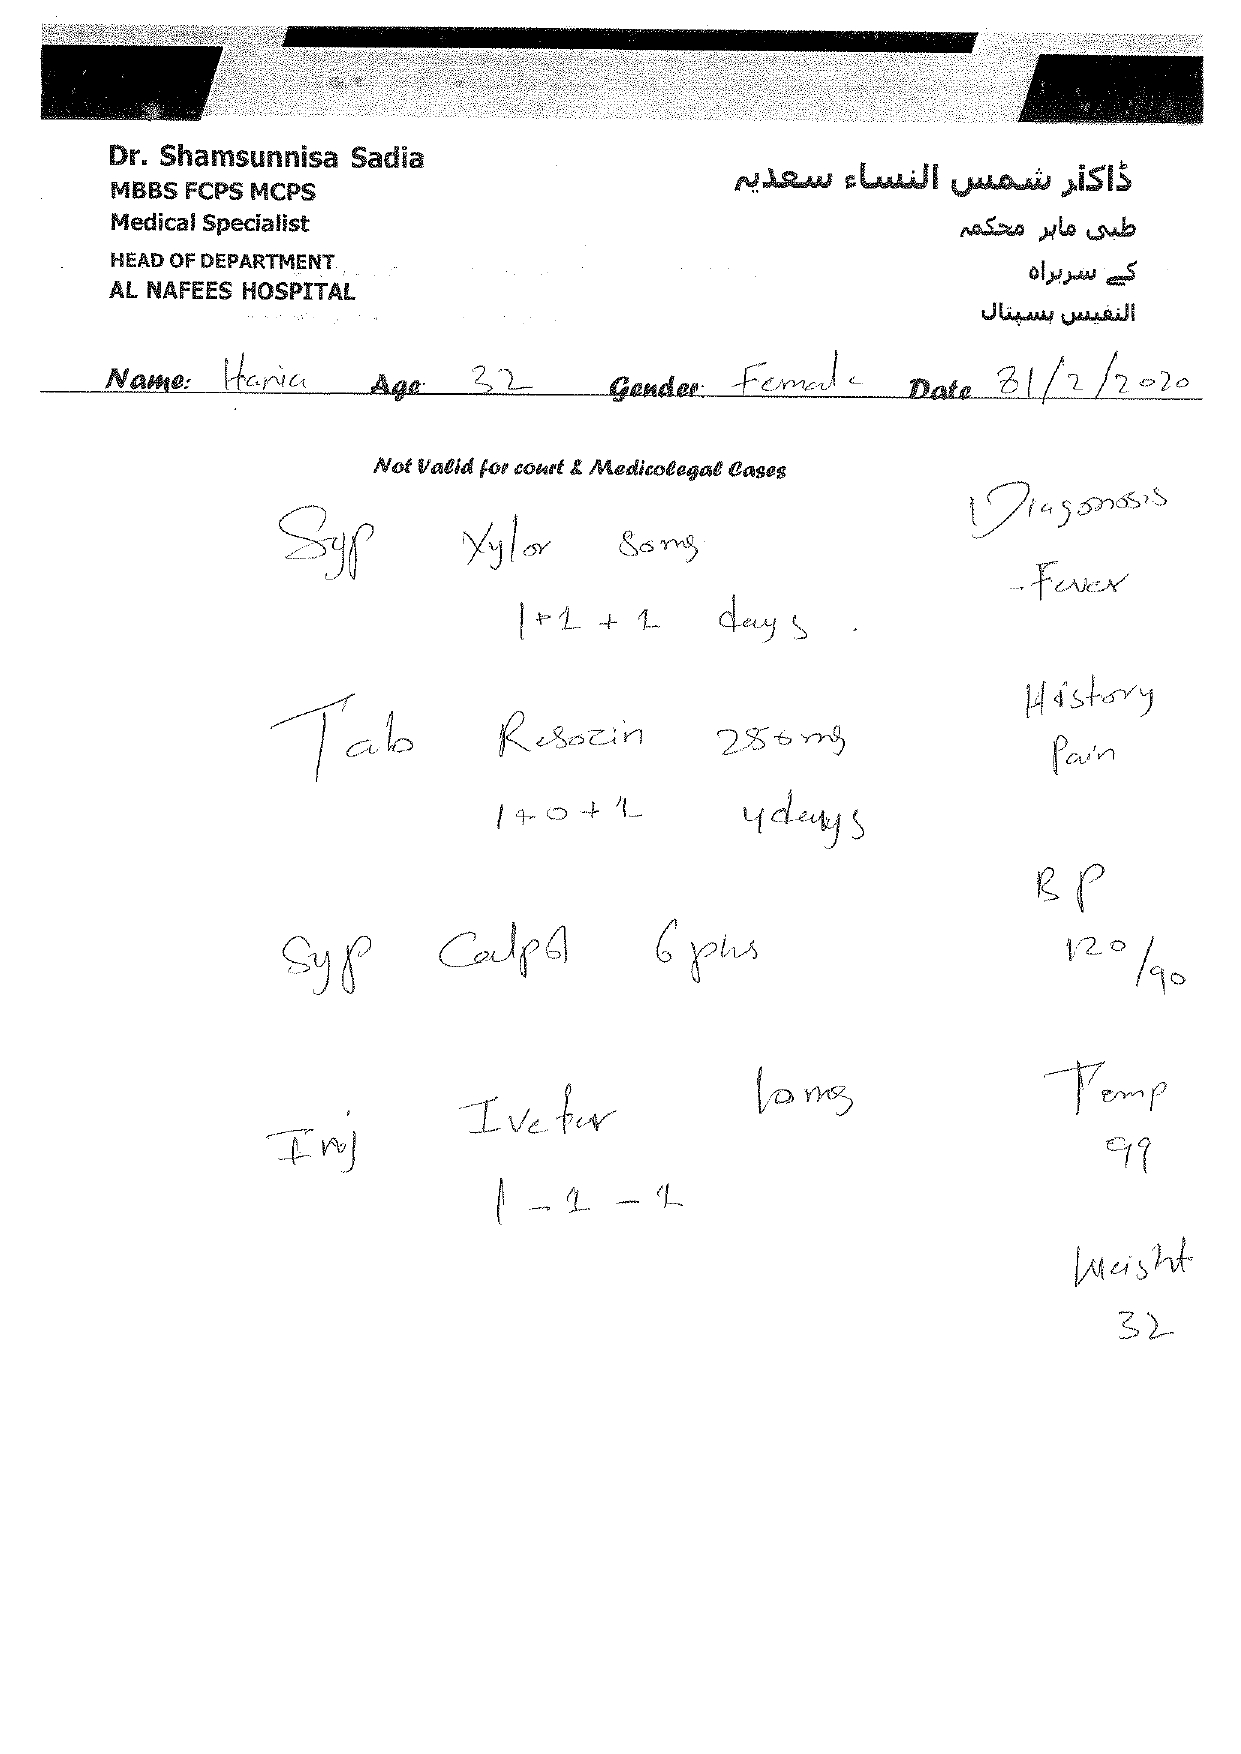 Dr. Shamsunnisa Sadia
MBBS FCPS MCPS
Medical Specialist
HEAD OF DEPARTMENT
AL NAFEES HOSPITAL
ڈاکٹر شمس النساء سعدیہ
طبی ماہر محکمہ
کے سربراہ
النفیس ہسپتال
Name: Hania Age: 32 Gender: Female Date 31/2/2020
Not Valid for court & Medicolegal Cases
Syp Xylor 80mg
1+1+1 days.
Tab Resozin 250mg
1+0+1 4days
Syp Calpol 6 phs
Inj 10mg
1-1-1
Diagonosis
-Fever
History
Pain
BP
120/90
Temp
99
Weight
32